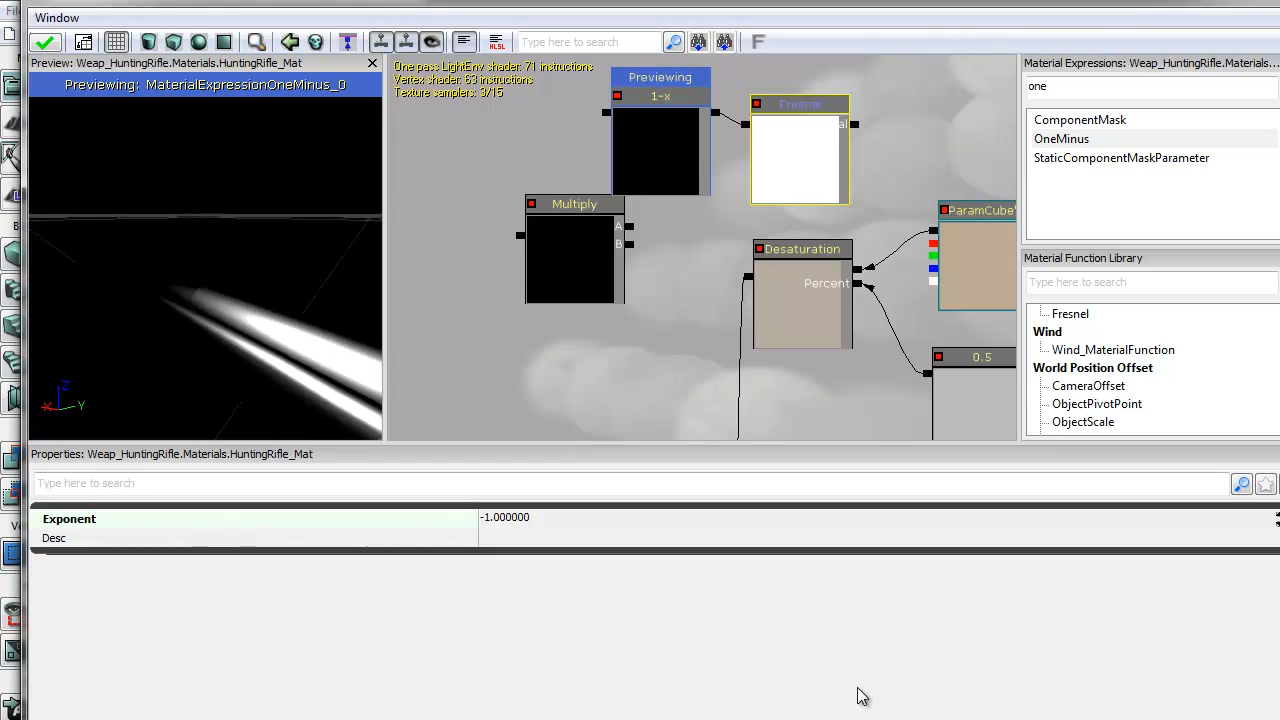 Window
Type here to search
F
Preview: Weap_HuntingRifle.Materials.HuntingRifle_Mat
Previewing: MaterialExpressionOneMinus_0
Z
X
Y
One pass LightEnv shader: 71 instructions
Vertex shader: 63 instructions
Texture samplers: 3/15
Previewing
1-x
Fresnel
al
Multiply
A
B
Desaturation
Percent
ParamCube"
0.5
Material Expressions: Weap_HuntingRifle.Materials...
one
ComponentMask
OneMinus
StaticComponentMaskParameter
Material Function Library
Type here to search
Fresnel
Wind
Wind_MaterialFunction
World Position Offset
CameraOffset
ObjectPivotPoint
ObjectScale
Properties: Weap_HuntingRifle.Materials.HuntingRifle_Mat
Type here to search
Exponent
-1.000000
Desc